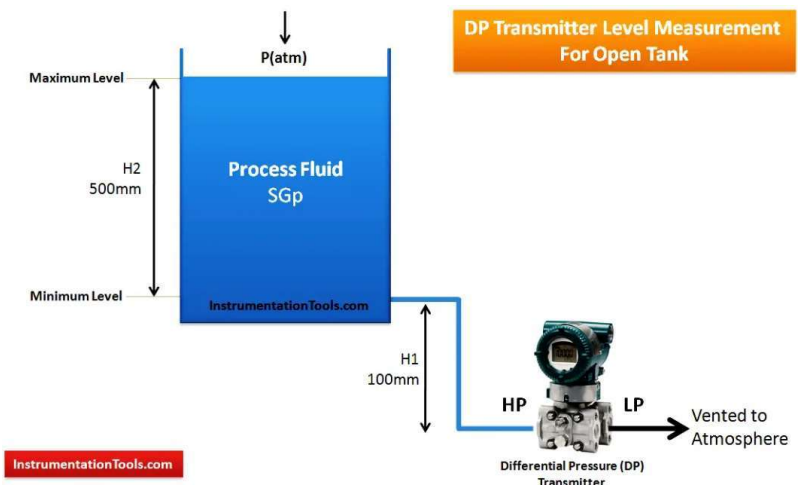 DP Transmitter Level Measurement
For Open Tank
P(atm)
Maximum Level
H2
500mm
Process Fluid
SGp
Minimum Level
InstrumentationTools.com
H1
100mm
HP
LP
Vented to
Atmosphere
InstrumentationTools.com
Differential Pressure (DP)
Transmitter